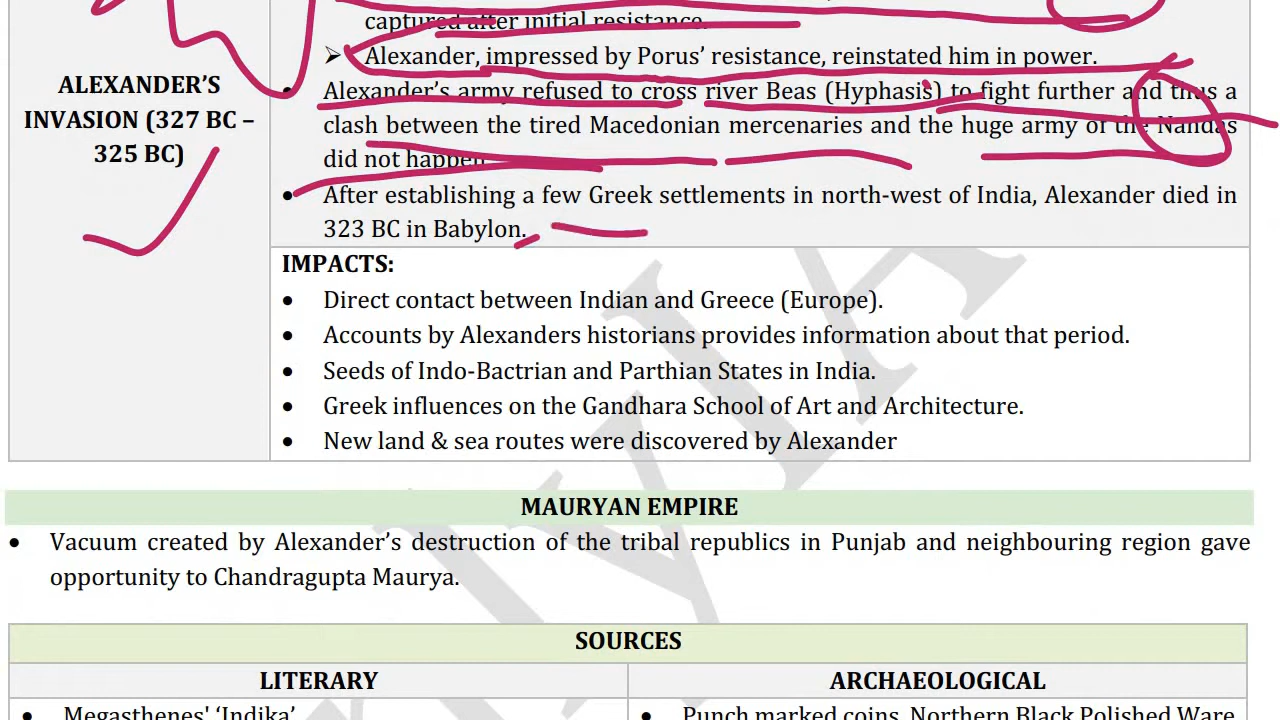 captured after initial resistance.
➢ Alexander, impressed by Porus’ resistance, reinstated him in power.
ALEXANDER’S
INVASION (327 BC –
325 BC)
• Alexander’s army refused to cross river Beas (Hyphasis) to fight further and thus a
clash between the tired Macedonian mercenaries and the huge army of the Nandas
did not happen.
• After establishing a few Greek settlements in north-west of India, Alexander died in
323 BC in Babylon.
IMPACTS:
• Direct contact between Indian and Greece (Europe).
• Accounts by Alexanders historians provides information about that period.
• Seeds of Indo-Bactrian and Parthian States in India.
• Greek influences on the Gandhara School of Art and Architecture.
• New land & sea routes were discovered by Alexander
MAURYAN EMPIRE
• Vacuum created by Alexander’s destruction of the tribal republics in Punjab and neighbouring region gave
opportunity to Chandragupta Maurya.
SOURCES
LITERARY
ARCHAEOLOGICAL
• Megasthenes' ‘Indika’
• Punch marked coins, Northern Black Polished Ware